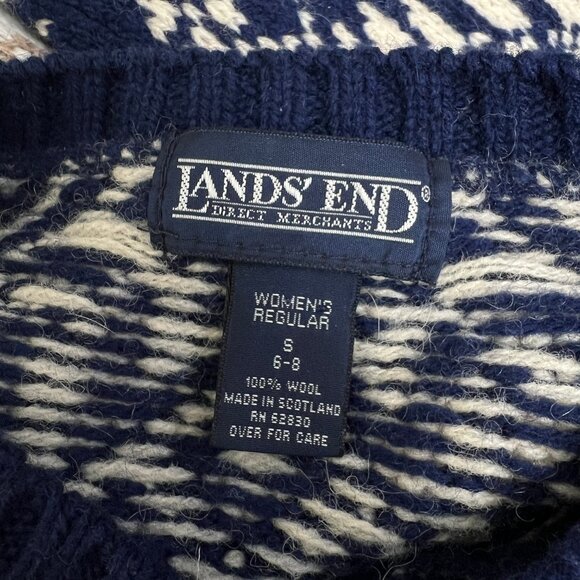 LANDS' END®
DIRECT MERCHANTS
WOMEN'S
REGULAR
S
6-8
100% WOOL
MADE IN SCOTLAND
RN 62830
OVER FOR CARE